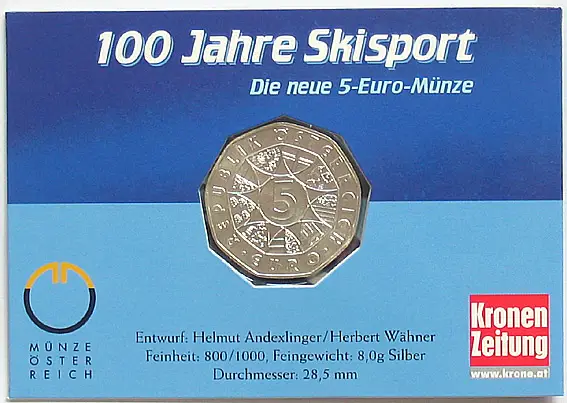 100 Jahre Skisport
Die neue 5-Euro-Münze
REPUBLIK ÖSTERREICH
5
EURO
MÜNZE
ÖSTER
REICH
Entwurf: Helmut Andexlinger/Herbert Wähner
Feinheit: 800/1000, Feingewicht: 8,0g Silber
Durchmesser: 28,5 mm
Kronen
Zeitung
www.krone.at